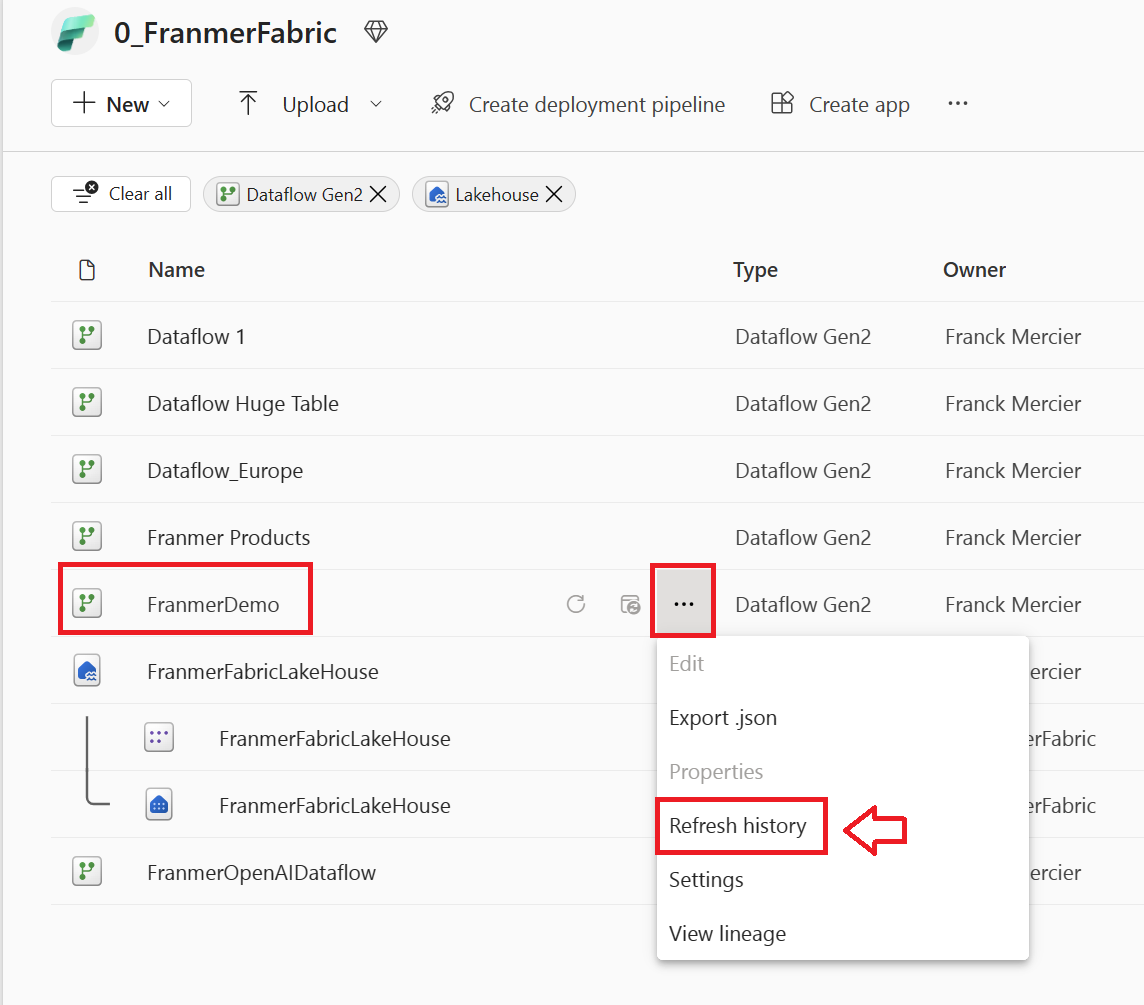 0_FranmerFabric
New Upload Create deployment pipeline Create app ...
Clear all Dataflow Gen2 Lakehouse
Name Type Owner
Dataflow 1 Dataflow Gen2 Franck Mercier
Dataflow Huge Table Dataflow Gen2 Franck Mercier
Dataflow_Europe Dataflow Gen2 Franck Mercier
Franmer Products Dataflow Gen2 Franck Mercier
FranmerDemo ... Dataflow Gen2 Franck Mercier
Edit
FranmerFabricLakeHouse ercier
Export .json
FranmerFabricLakeHouse erFabric
Properties
FranmerFabricLakeHouse erFabric
Refresh history
FranmerOpenAIDataflow ercier
Settings
View lineage